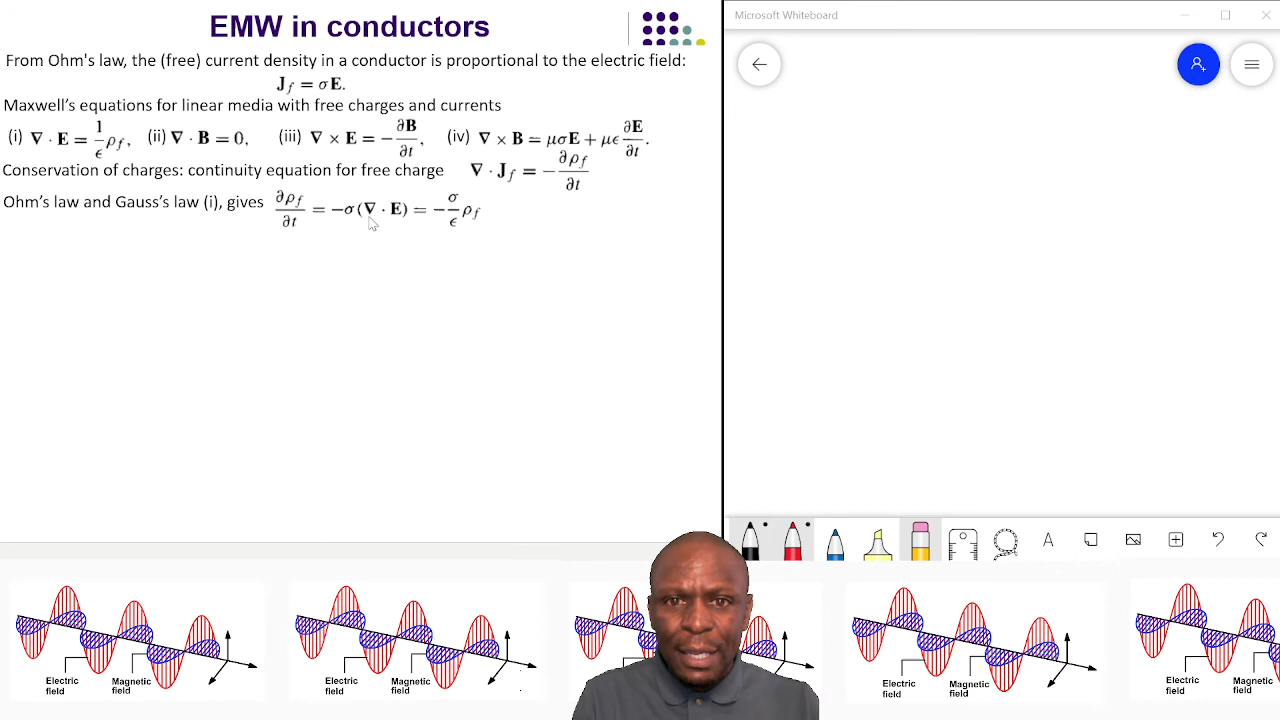 EMW in conductors
From Ohm's law, the (free) current density in a conductor is proportional to the electric field:
J_f = σE.
Maxwell’s equations for linear media with free charges and currents
(i) ∇ · E = 1/ϵ ρ_f, (ii) ∇ · B = 0, (iii) ∇ × E = −∂B/∂t, (iv) ∇ × B = μσE + μϵ ∂E/∂t.
Conservation of charges: continuity equation for free charge ∇ · J_f = −∂ρ_f/∂t
Ohm’s law and Gauss’s law (i), gives ∂ρ_f/∂t = −σ(∇ · E) = −σ/ϵ ρ_f
Microsoft Whiteboard
A
Electric field
Magnetic field
Electric field
Magnetic field
Electric field
Magnetic field
Electric field
Magnetic field